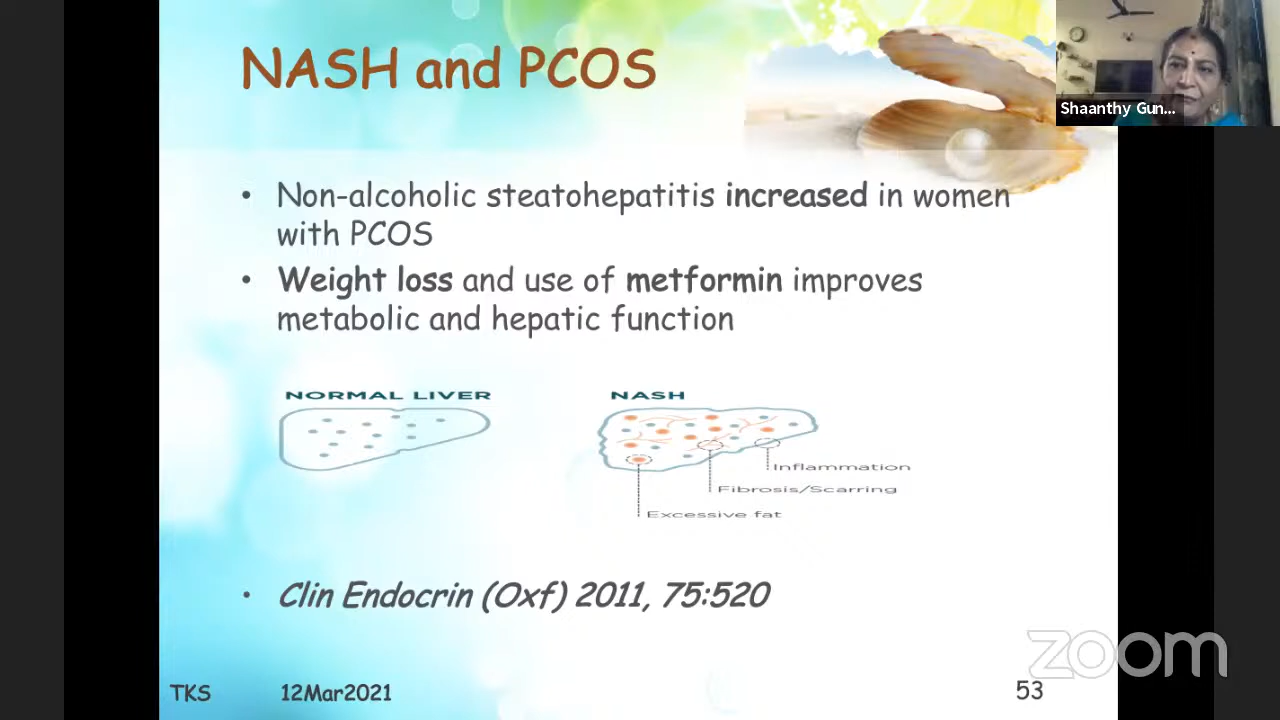 NASH and PCOS
Shaanthy Gun...
• Non-alcoholic steatohepatitis increased in women
with PCOS
• Weight loss and use of metformin improves
metabolic and hepatic function
NORMAL LIVER
NASH
Inflammation
Fibrosis/Scarring
Excessive fat
• Clin Endocrin (Oxf) 2011, 75:520
zoom
TKS 12Mar2021 53